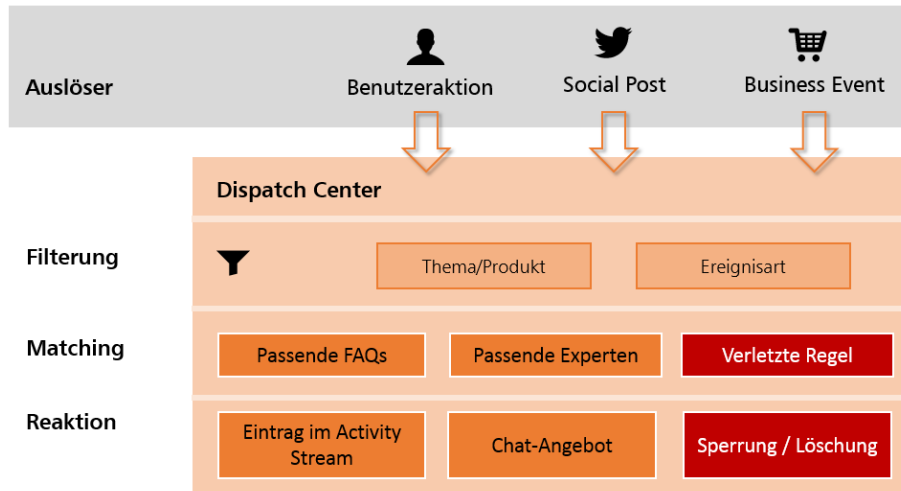 Auslöser
Benutzeraktion
Social Post
Business Event
Dispatch Center
Filterung
Thema/Produkt
Ereignisart
Matching
Passende FAQs
Passende Experten
Verletzte Regel
Reaktion
Eintrag im Activity
Stream
Chat-Angebot
Sperrung / Löschung